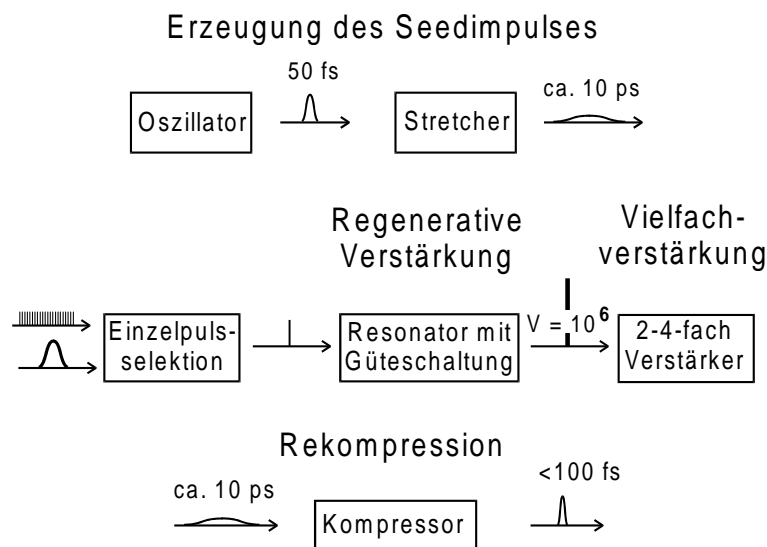 Erzeugung des Seedimpulses
50 fs
ca. 10 ps
Oszillator
Stretcher
Regenerative
Verstärkung
Vielfach-
verstärkung
Einzelpuls-
selektion
Resonator mit
Güteschaltung
V = 10⁶
2-4-fach
Verstärker
Rekompression
ca. 10 ps
<100 fs
Kompressor